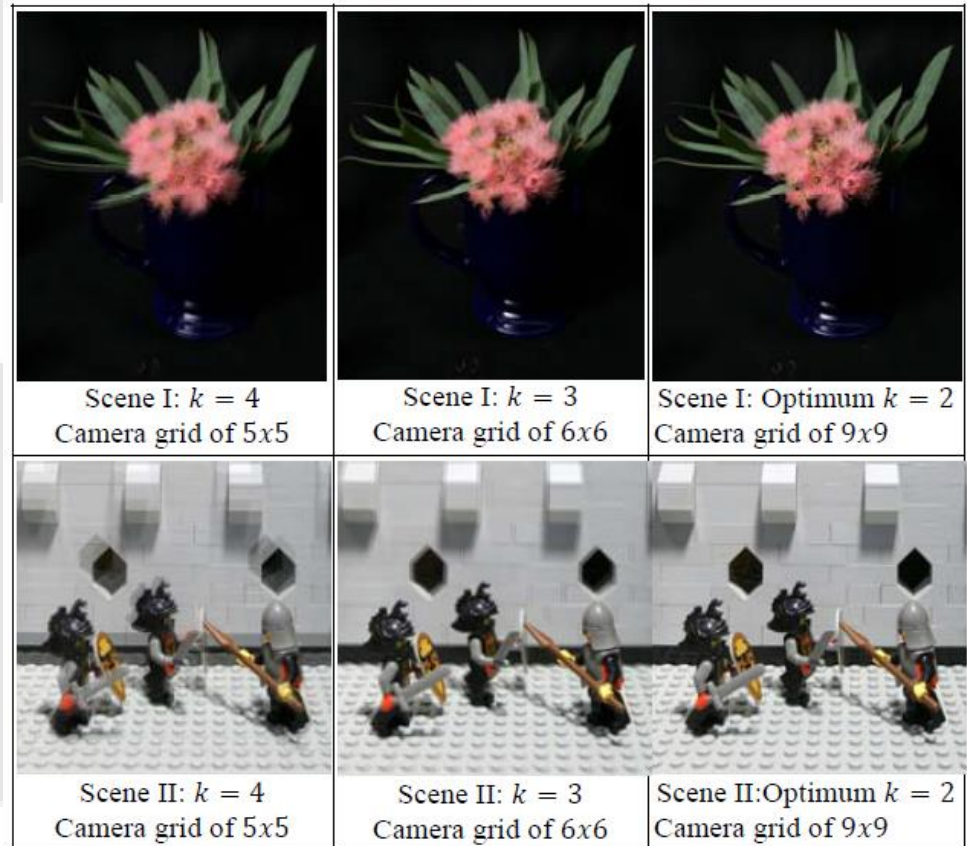 Scene I: k = 4
Camera grid of 5x5
Scene I: k = 3
Camera grid of 6x6
Scene I: Optimum k = 2
Camera grid of 9x9
Scene II: k = 4
Camera grid of 5x5
Scene II: k = 3
Camera grid of 6x6
Scene II:Optimum k = 2
Camera grid of 9x9